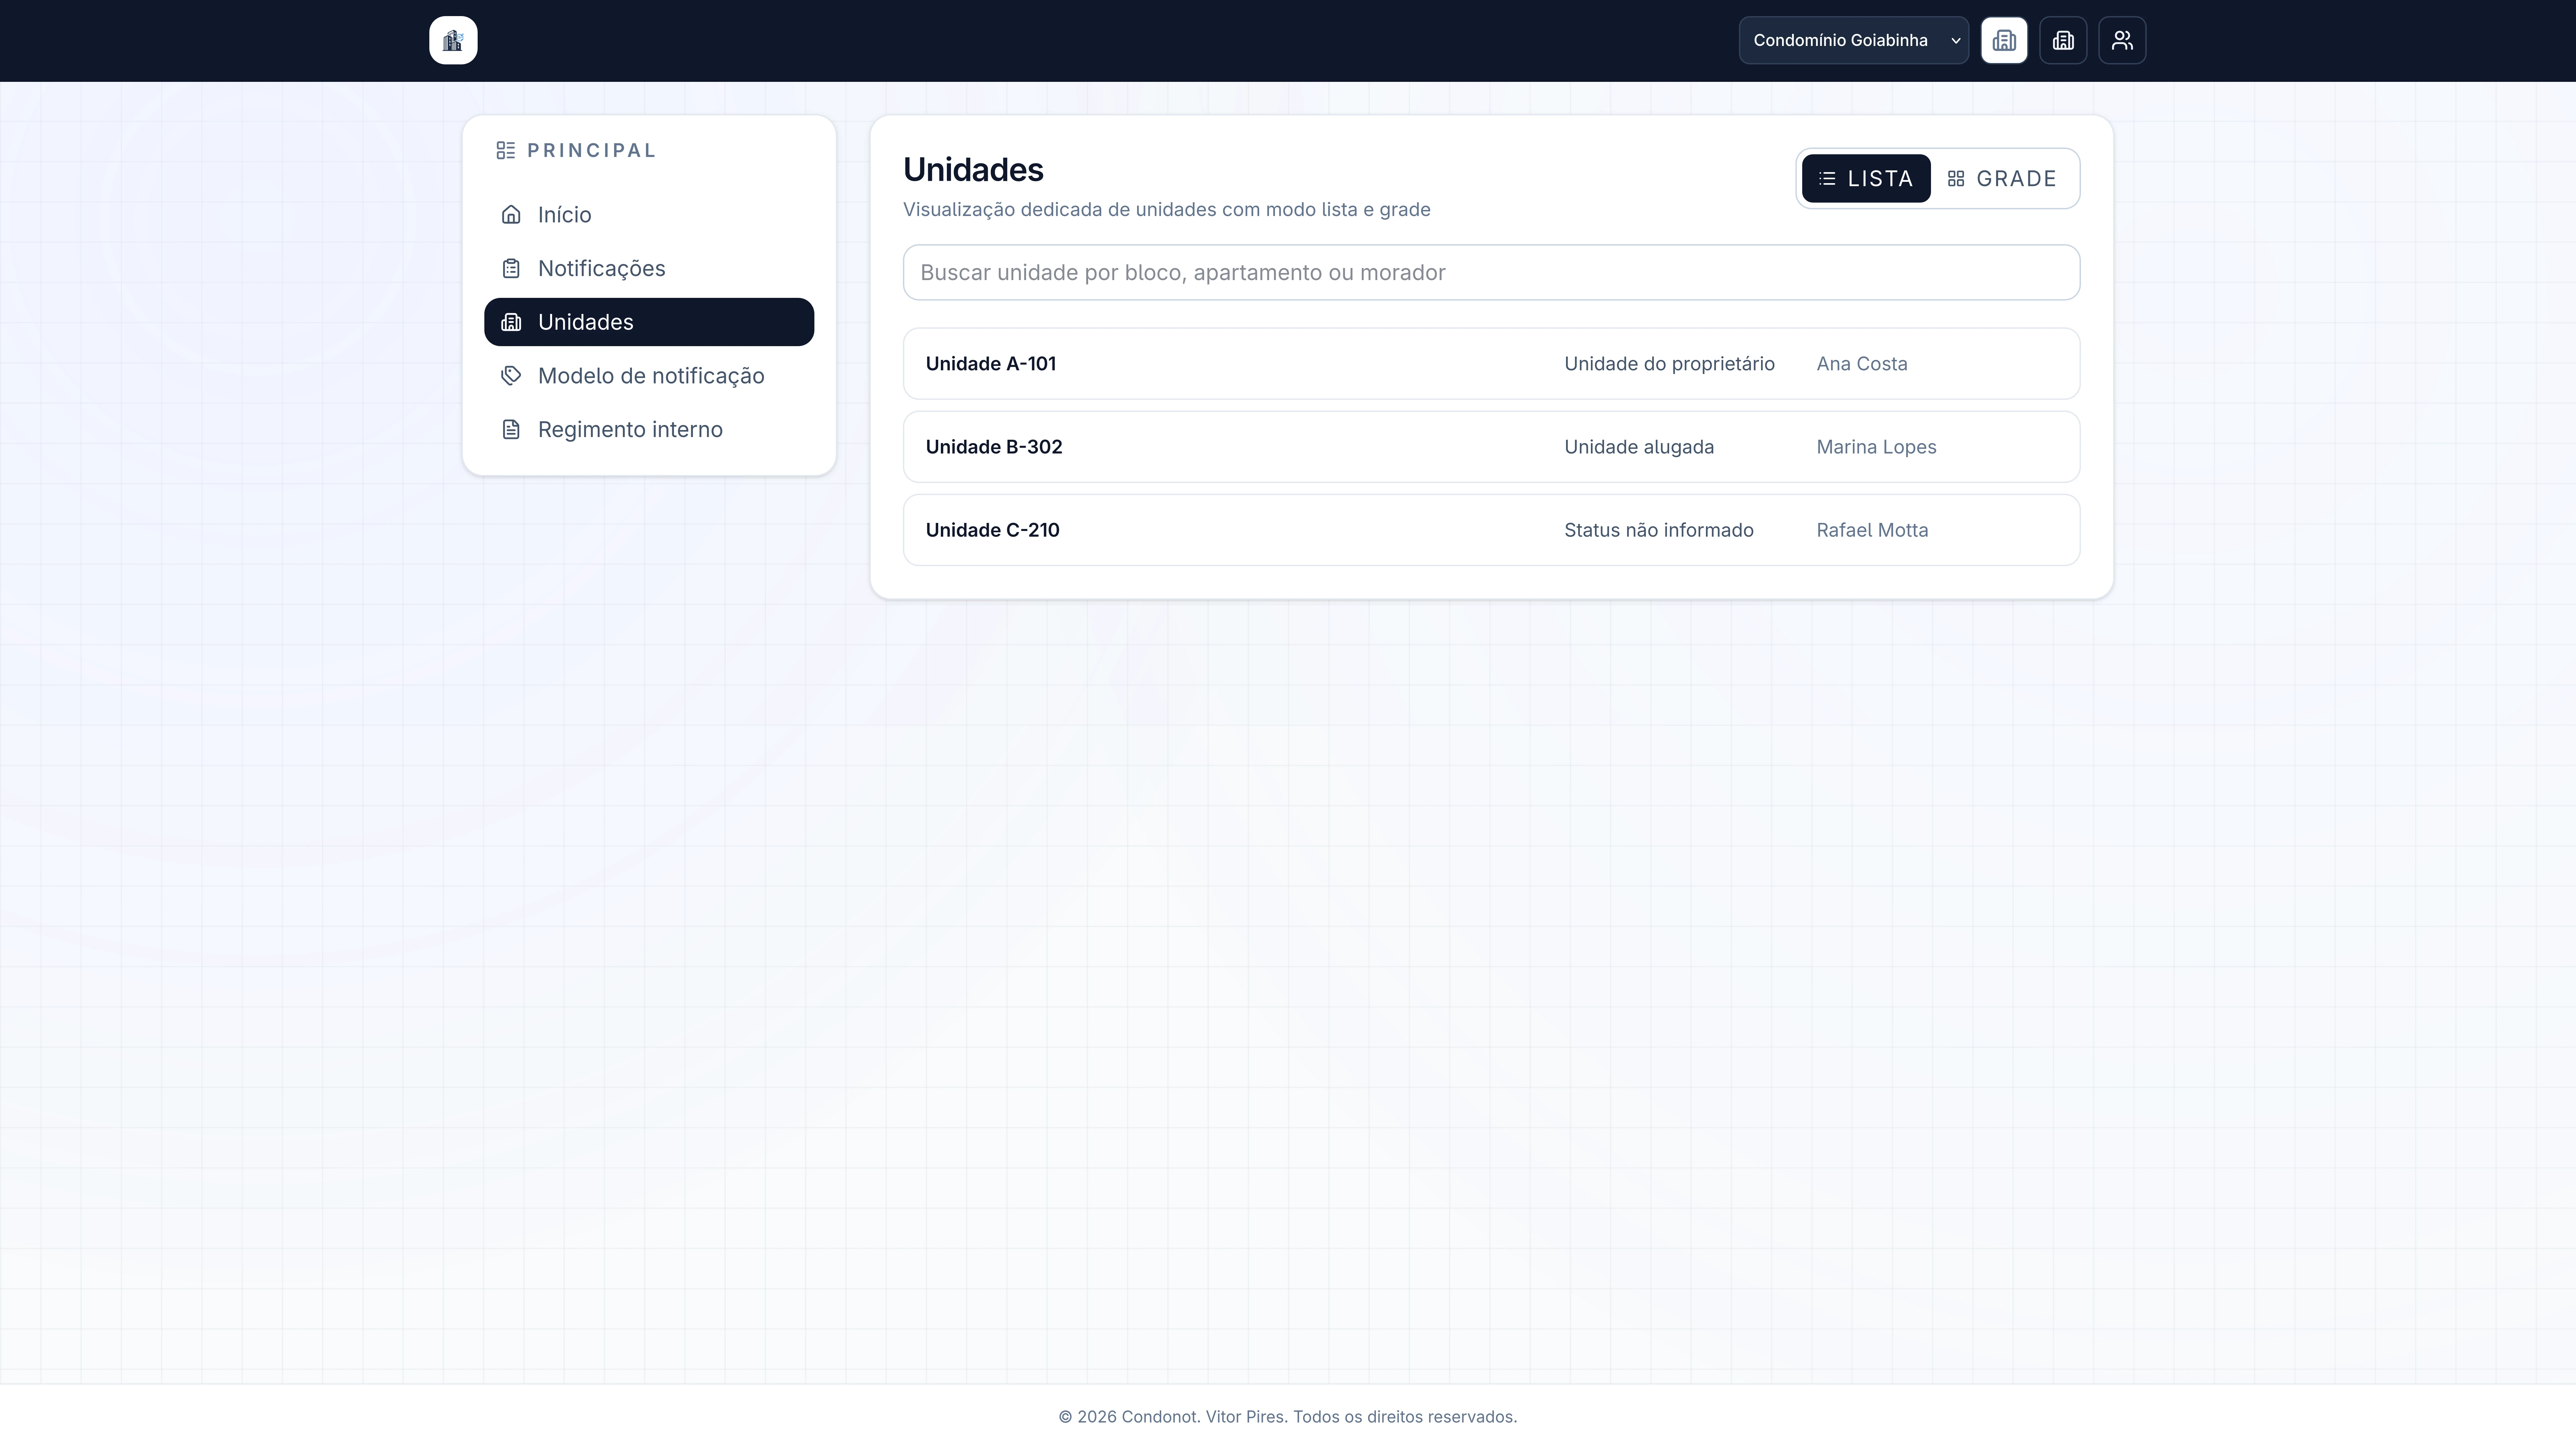 Condomínio Goiabinha
PRINCIPAL
Início
Notificações
Unidades
Modelo de notificação
Regimento interno
Unidades
Visualização dedicada de unidades com modo lista e grade
LISTA
GRADE
Buscar unidade por bloco, apartamento ou morador
Unidade A-101 Unidade do proprietário Ana Costa
Unidade B-302 Unidade alugada Marina Lopes
Unidade C-210 Status não informado Rafael Motta
© 2026 Condonot. Vitor Pires. Todos os direitos reservados.